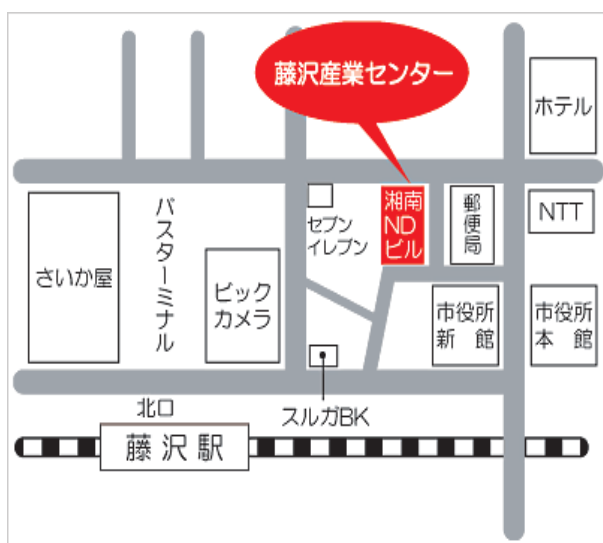 藤沢産業センター
ホテル
湘南
ND
ビル
郵便局
NTT
セブン
イレブン
バスターミナル
さいか屋
ビック
カメラ
市役所
新館
市役所
本館
北口
スルガBK
藤沢駅